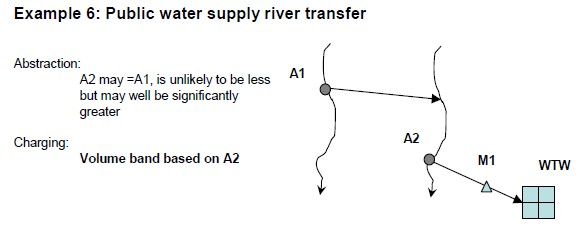 Example 6: Public water supply river transfer
Abstraction:
A2 may =A1, is unlikely to be less
but may well be significantly
greater
Charging:
Volume band based on A2
A1
A2
M1
WTW